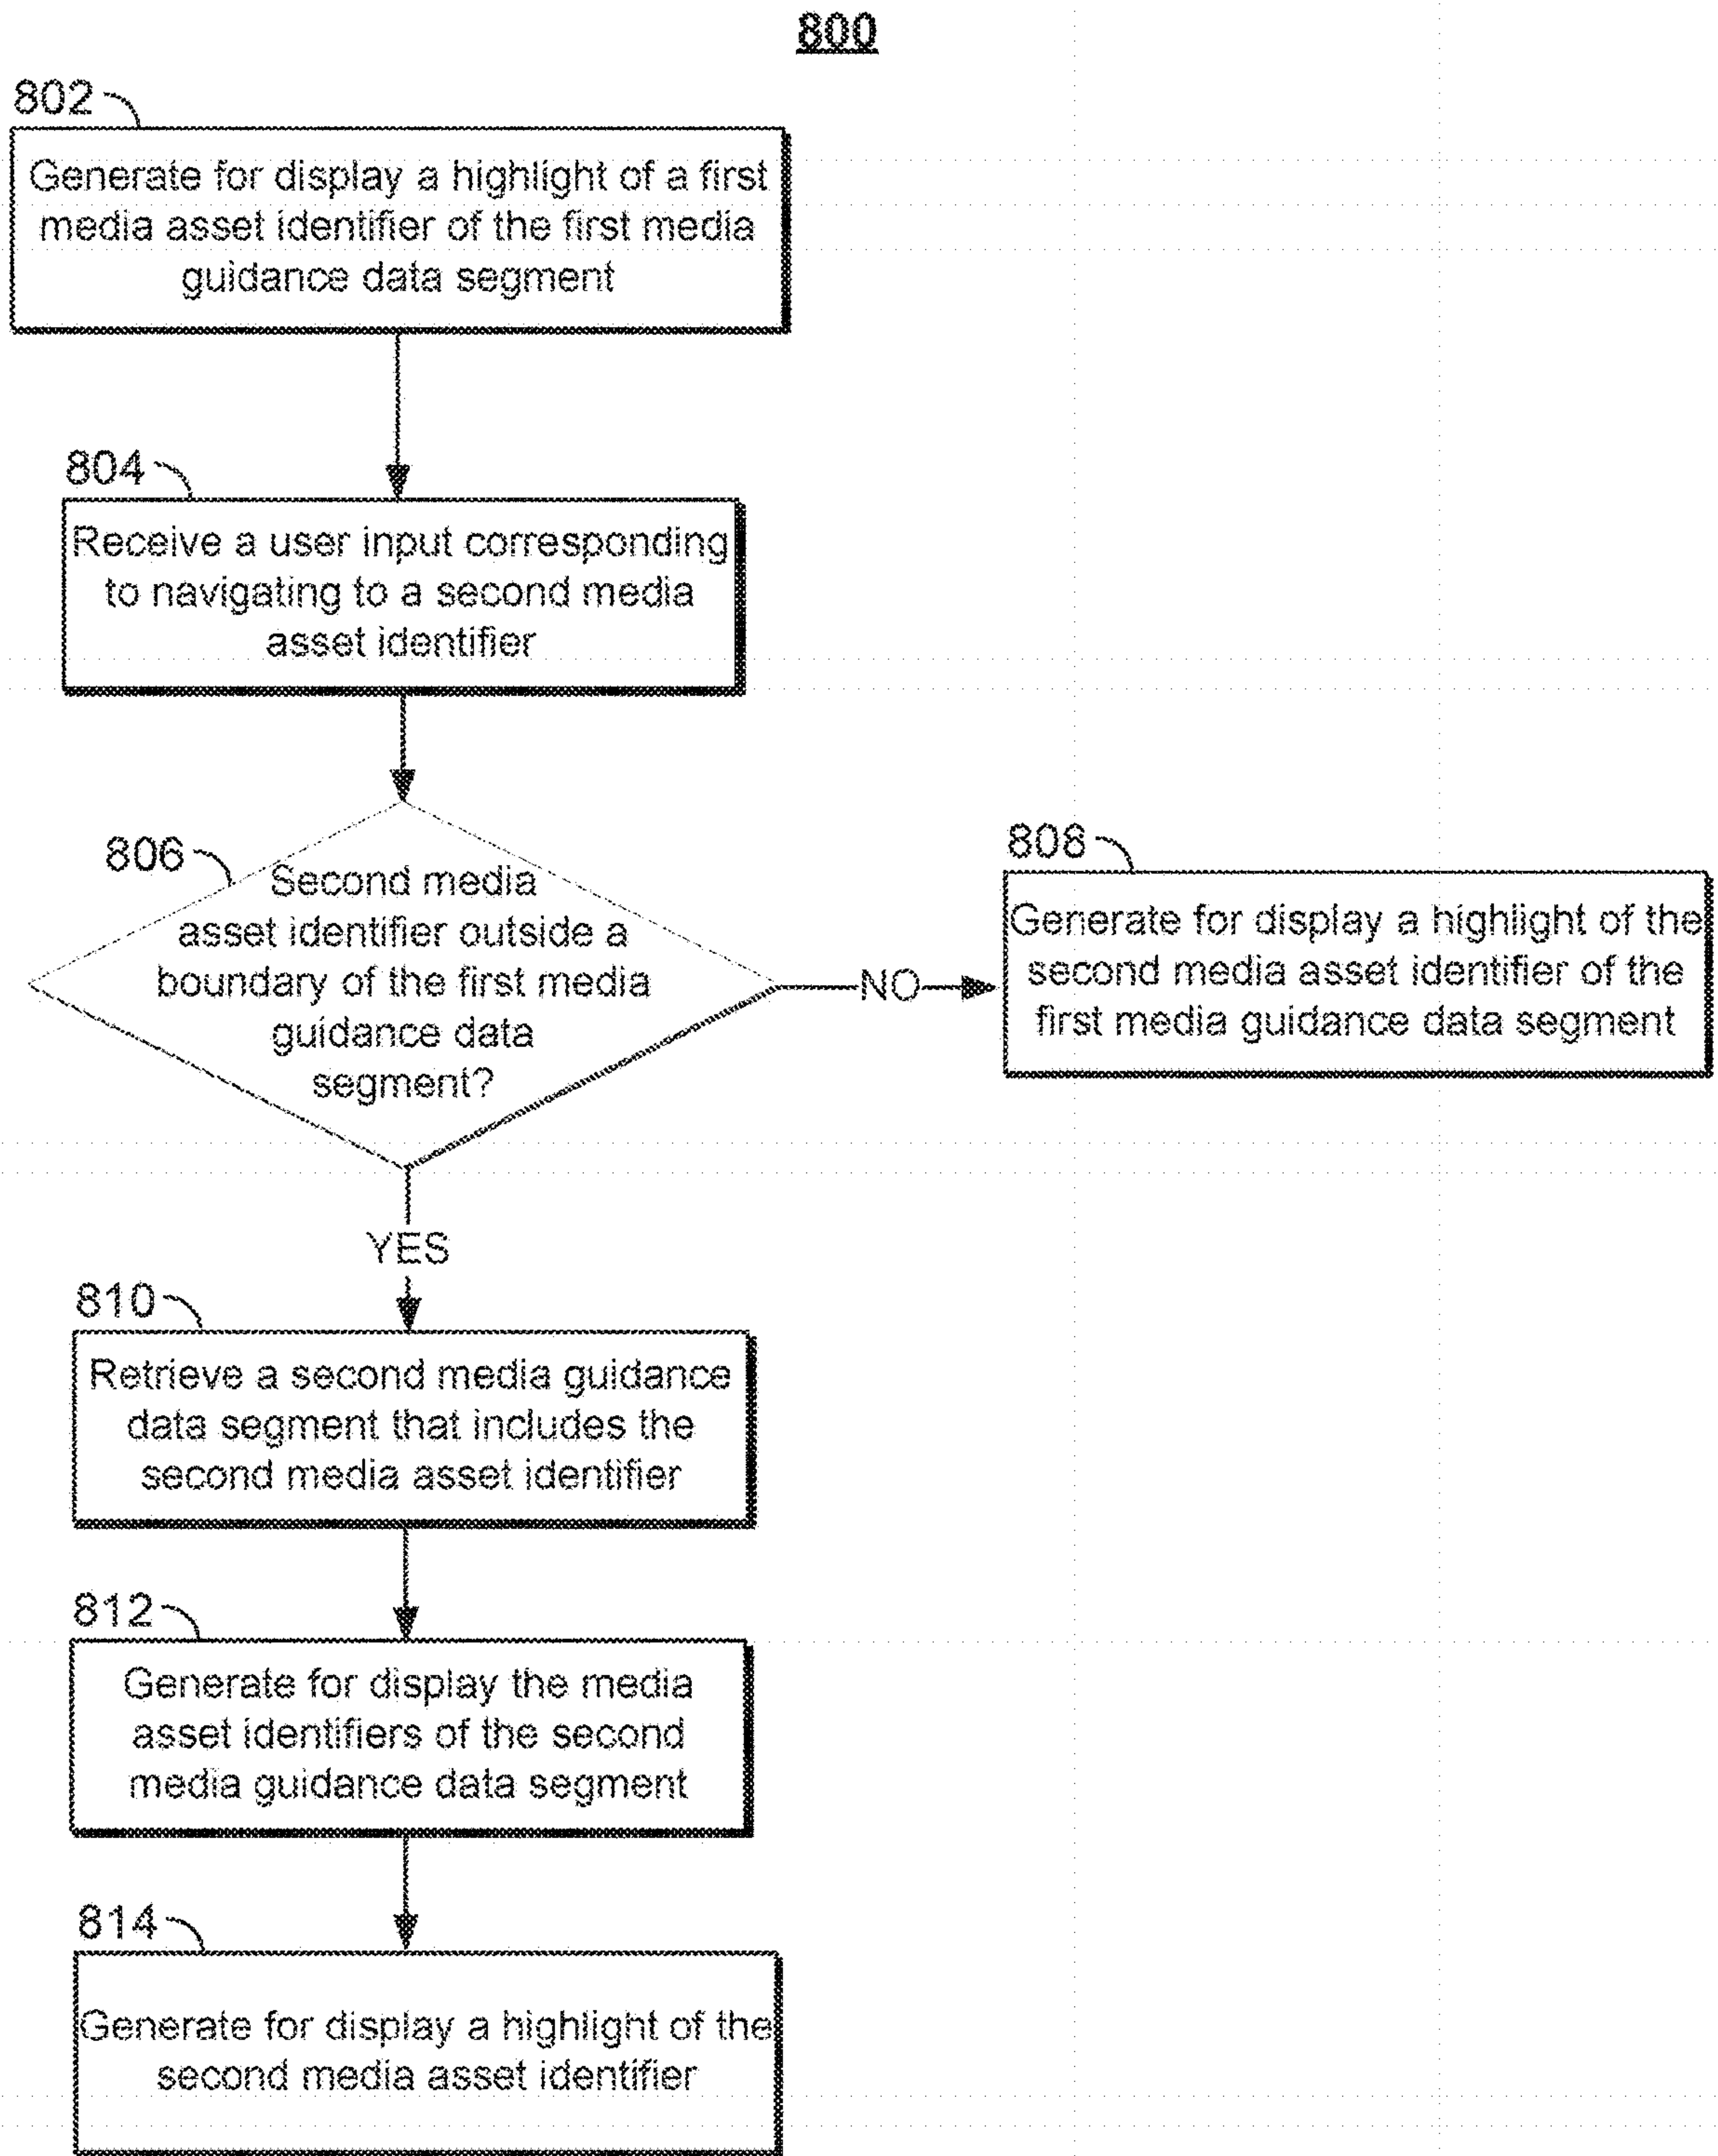 800
802
Generate for display a highlight of a first
media asset identifier of the first media
guidance data segment
804
Receive a user input corresponding
to navigating to a second media
asset identifier
806
Second media
asset identifier outside a
boundary of the first media
guidance data
segment?
NO
808
Generate for display a highlight of the
second media asset identifier of the
first media guidance data segment
YES
810
Retrieve a second media guidance
data segment that includes the
second media asset identifier
812
Generate for display the media
asset identifiers of the second
media guidance data segment
814
Generate for display a highlight of the
second media asset identifier